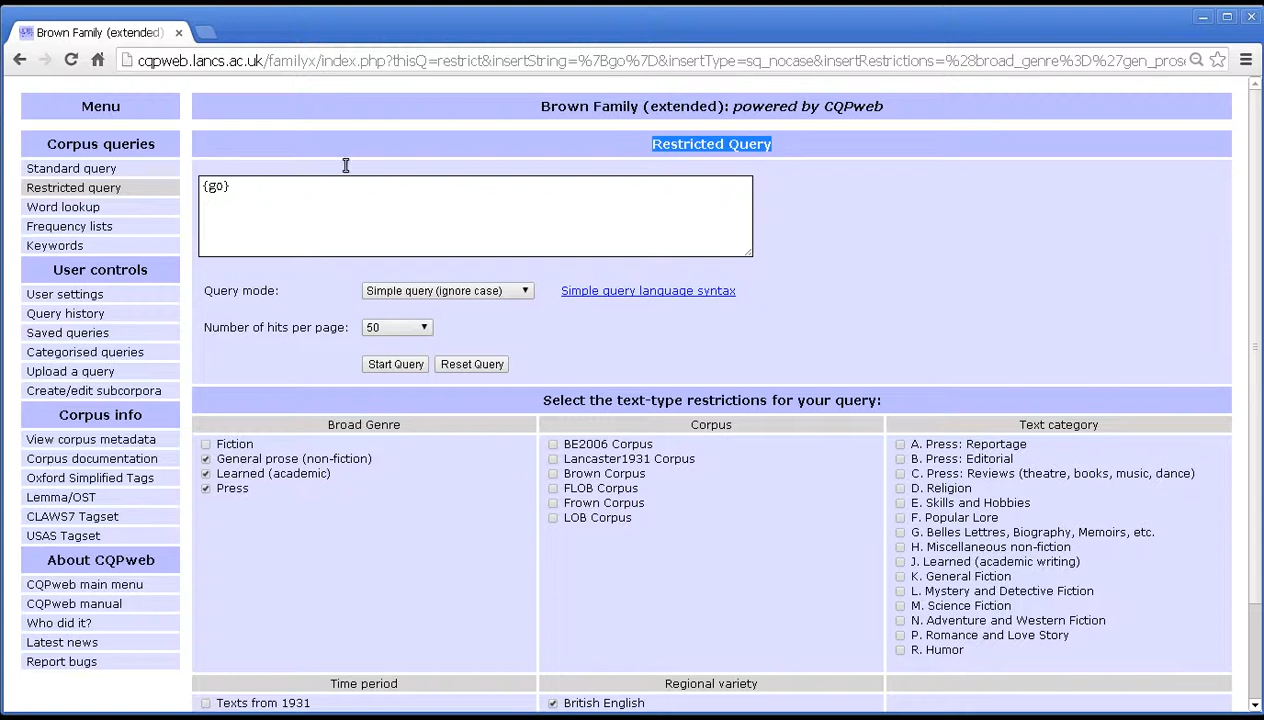 Brown Family (extended)
cqpweb.lancs.ac.uk/familyx/index.php?thisQ=restrict&insertString=%7Bgo%7D&insertType=sq_nocase&insertRestrictions=%28broad_genre%3D%27gen_prose
Menu
Brown Family (extended): powered by CQPweb
Corpus queries
Restricted Query
Standard query
Restricted query
{go}
Word lookup
Frequency lists
Keywords
User controls
User settings
Query mode:
Simple query (ignore case)
Simple query language syntax
Query history
Number of hits per page:
50
Saved queries
Categorised queries
Upload a query
Start Query
Reset Query
Create/edit subcorpora
Select the text-type restrictions for your query:
Corpus info
Broad Genre
Corpus
Text category
View corpus metadata
Corpus documentation
Oxford Simplified Tags
Lemma/OST
CLAWS7 Tagset
USAS Tagset
Fiction
General prose (non-fiction)
Learned (academic)
Press
BE2006 Corpus
Lancaster1931 Corpus
Brown Corpus
FLOB Corpus
Frown Corpus
LOB Corpus
A. Press: Reportage
B. Press: Editorial
C. Press: Reviews (theatre, books, music, dance)
D. Religion
E. Skills and Hobbies
F. Popular Lore
G. Belles Lettres, Biography, Memoirs, etc.
H. Miscellaneous non-fiction
J. Learned (academic writing)
K. General Fiction
L. Mystery and Detective Fiction
M. Science Fiction
N. Adventure and Western Fiction
P. Romance and Love Story
R. Humor
About CQPweb
CQPweb main menu
CQPweb manual
Who did it?
Latest news
Report bugs
Time period
Regional variety
Texts from 1931
British English